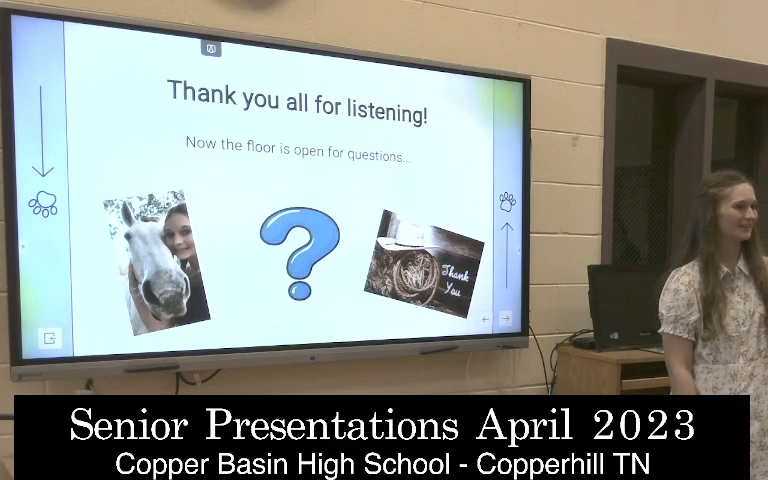 Thank you all for listening!
Now the floor is open for questions...
Thank
You
Senior Presentations April 2023
Copper Basin High School - Copperhill TN